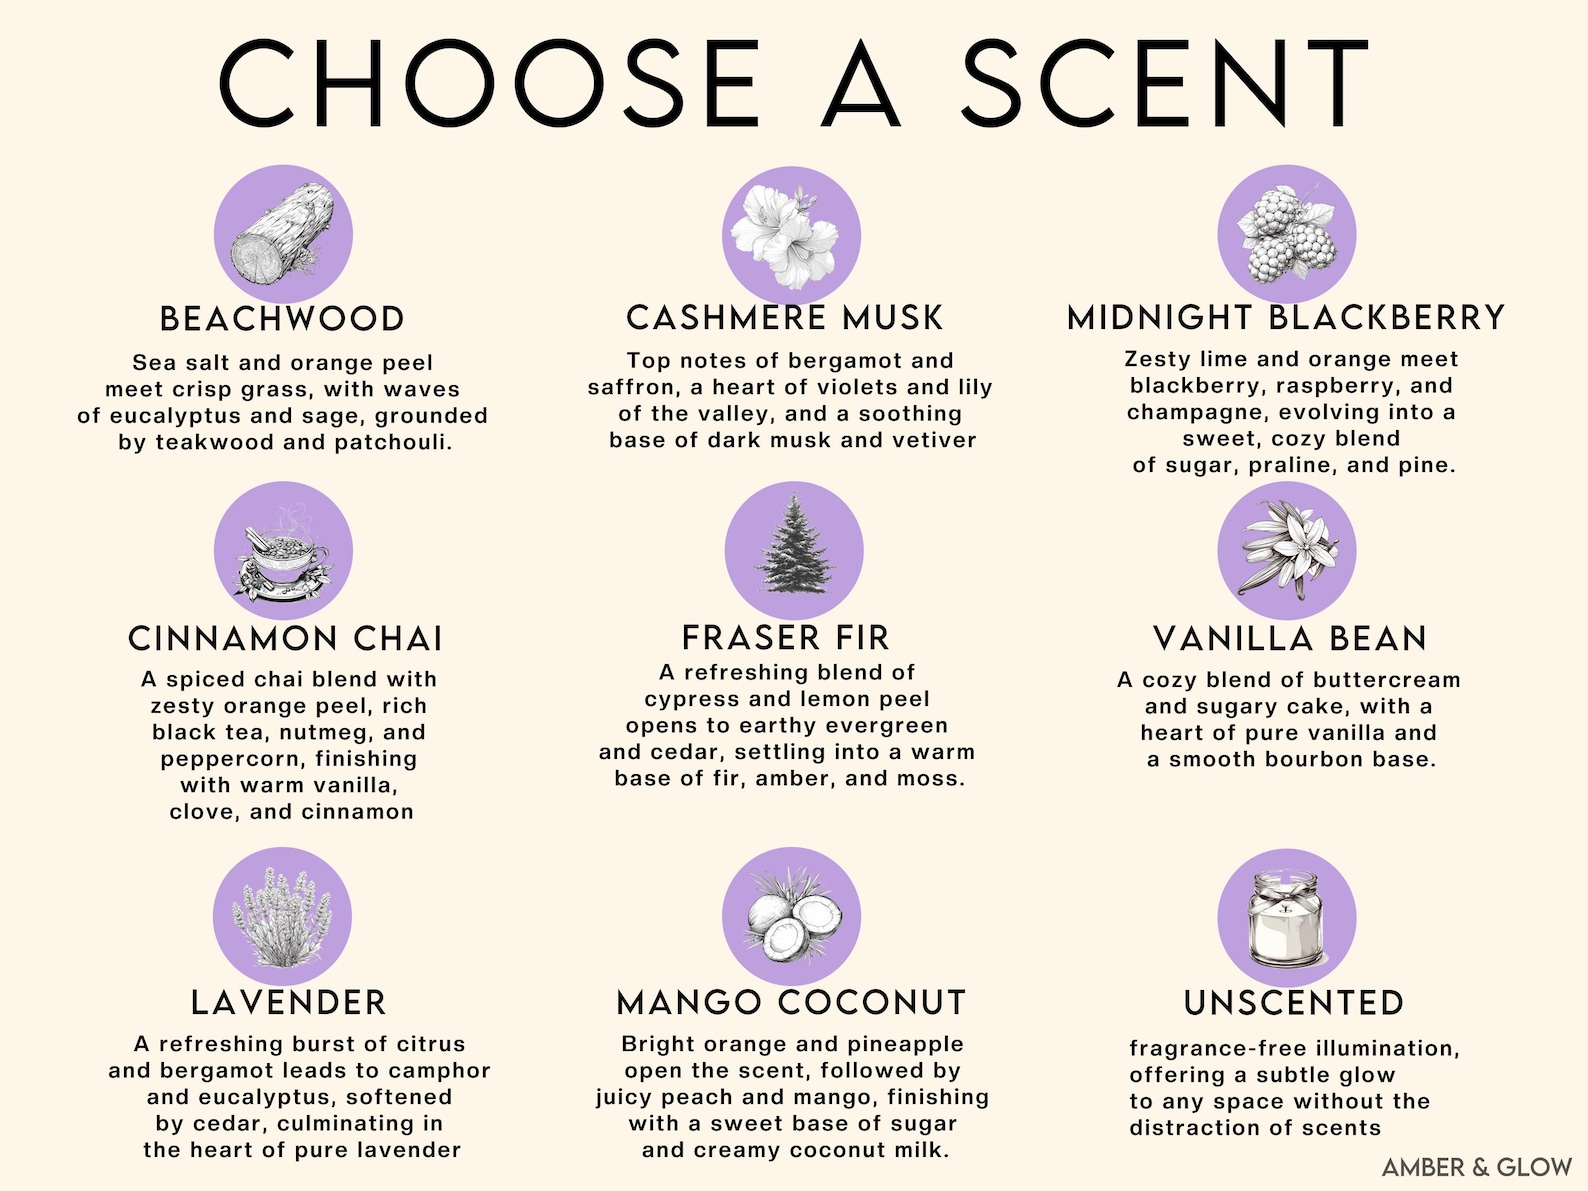 CHOOSE A SCENT
BEACHWOOD
Sea salt and orange peel
meet crisp grass, with waves
of eucalyptus and sage, grounded
by teakwood and patchouli.
CASHMERE MUSK
Top notes of bergamot and
saffron, a heart of violets and lily
of the valley, and a soothing
base of dark musk and vetiver
MIDNIGHT BLACKBERRY
Zesty lime and orange meet
blackberry, raspberry, and
champagne, evolving into a
sweet, cozy blend
of sugar, praline, and pine.
CINNAMON CHAI
A spiced chai blend with
zesty orange peel, rich
black tea, nutmeg, and
peppercorn, finishing
with warm vanilla,
clove, and cinnamon
FRASER FIR
A refreshing blend of
cypress and lemon peel
opens to earthy evergreen
and cedar, settling into a warm
base of fir, amber, and moss.
VANILLA BEAN
A cozy blend of buttercream
and sugary cake, with a
heart of pure vanilla and
a smooth bourbon base.
LAVENDER
A refreshing burst of citrus
and bergamot leads to camphor
and eucalyptus, softened
by cedar, culminating in
the heart of pure lavender
MANGO COCONUT
Bright orange and pineapple
open the scent, followed by
juicy peach and mango, finishing
with a sweet base of sugar
and creamy coconut milk.
UNSCENTED
fragrance-free illumination,
offering a subtle glow
to any space without the
distraction of scents
AMBER & GLOW